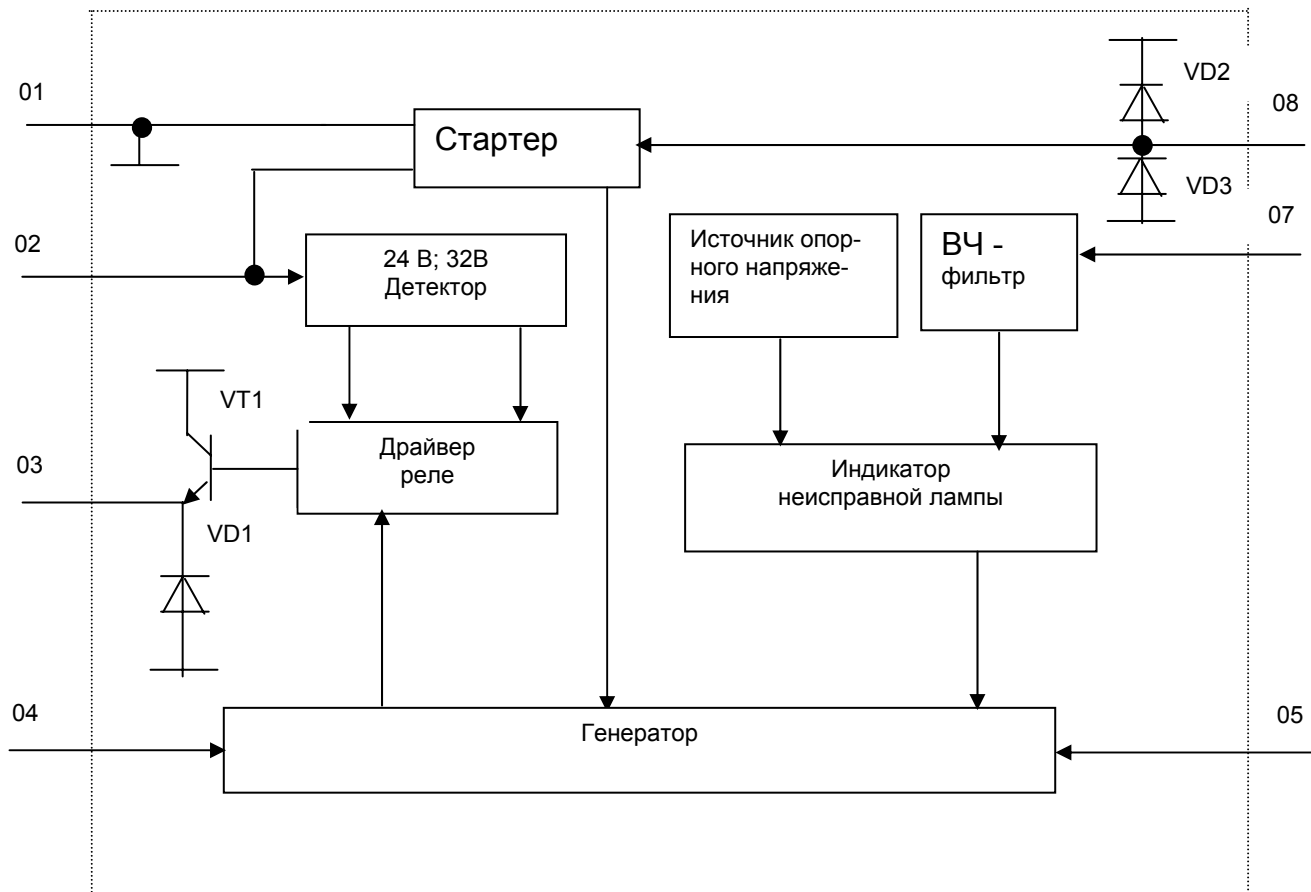 VD2
01
08
Стартер
VD3
07
02
24 В; 32В
Детектор
Источник опор-
ного напряже-
ния
ВЧ -
фильтр
VT1
Драйвер
реле
03
Индикатор
неисправной лампы
VD1
04
Генератор
05